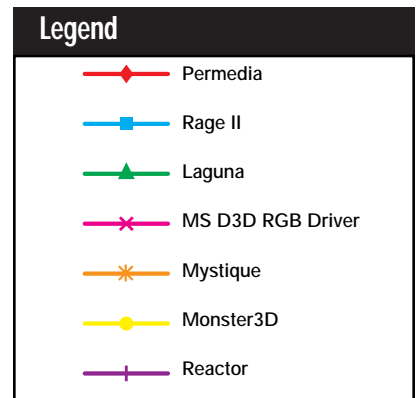 Legend
Permedia
Rage II
Laguna
MS D3D RGB Driver
Mystique
Monster3D
Reactor